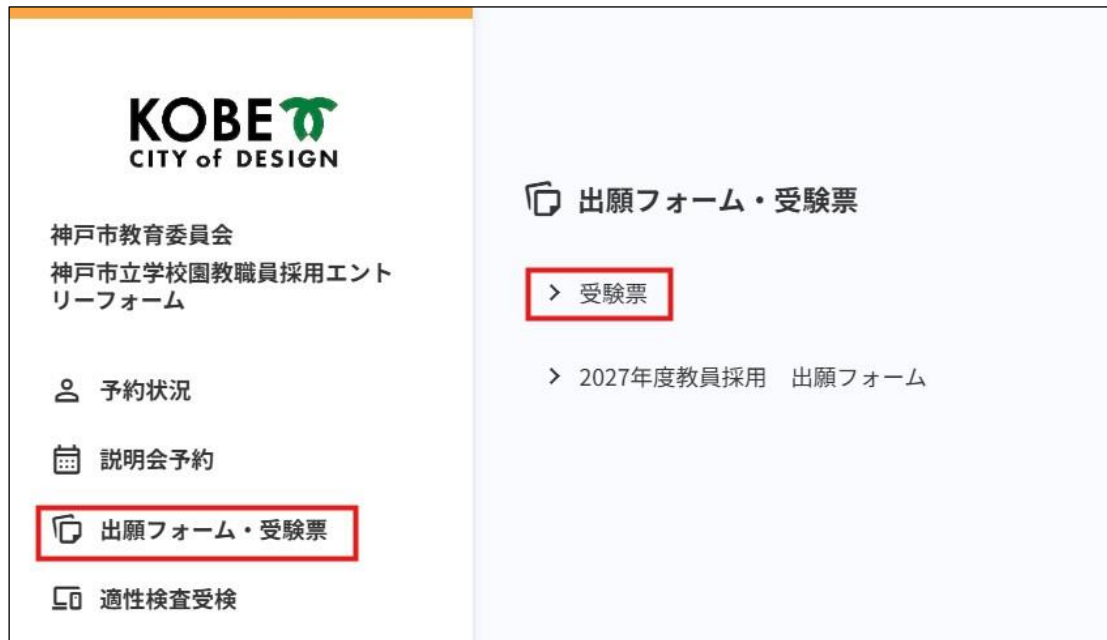 KOBE
CITY of DESIGN
神戸市教育委員会
神戸市立学校園教職員採用エント
リーフォーム
予約状況
説明会予約
出願フォーム・受験票
適性検査受検
出願フォーム・受験票
受験票
2027年度教員採用　出願フォーム